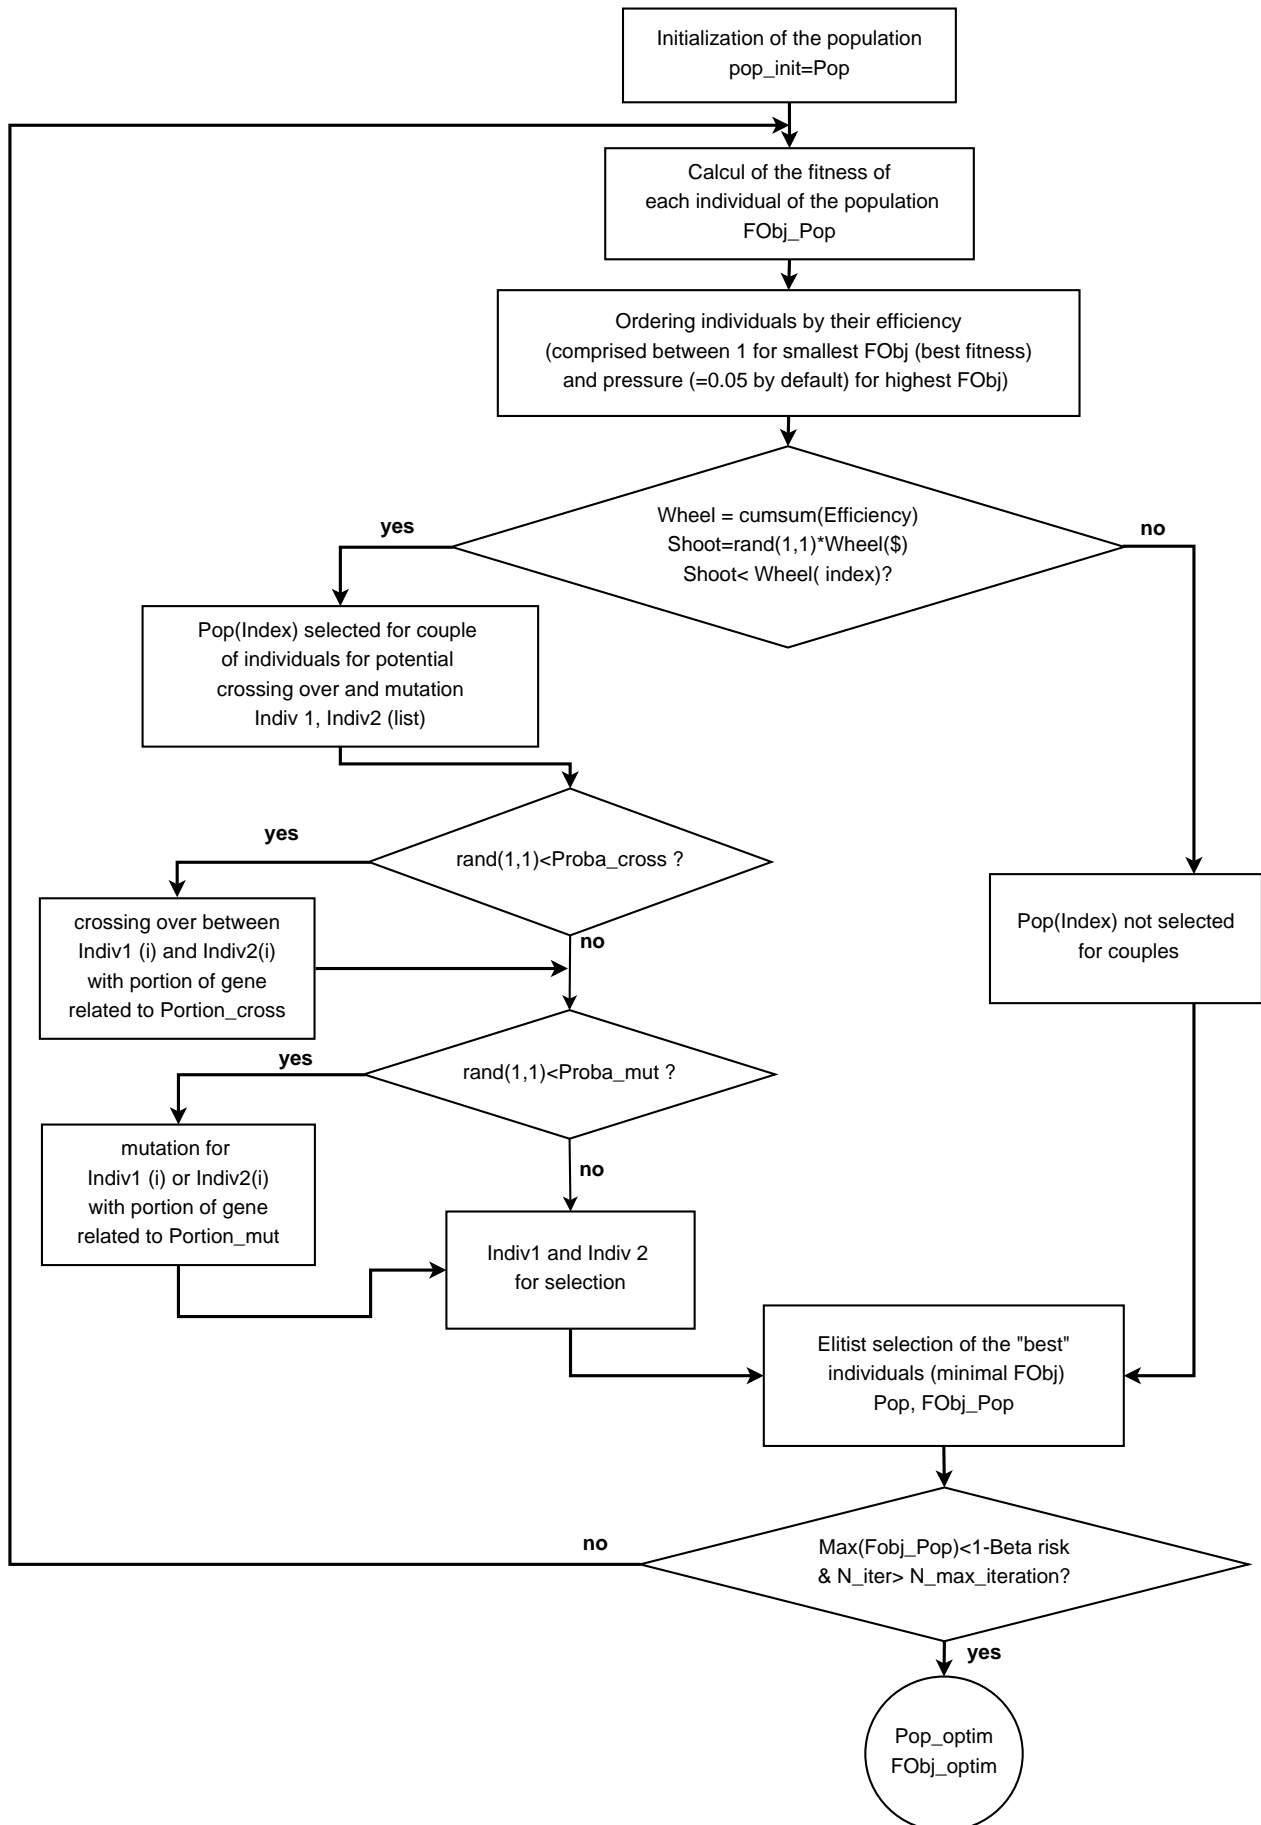 Initialization of the population
pop_init=Pop
Calcul of the fitness of
each individual of the population
FObj_Pop
Ordering individuals by their efficiency
(comprised between 1 for smallest FObj (best fitness)
and pressure (=0.05 by default) for highest FObj)
Wheel = cumsum(Efficiency)
Shoot=rand(1,1)*Wheel($)
Shoot< Wheel( index)?
yes
no
Pop(Index) selected for couple
of individuals for potential
crossing over and mutation
Indiv 1, Indiv2 (list)
rand(1,1)<Proba_cross ?
yes
no
crossing over between
Indiv1 (i) and Indiv2(i)
with portion of gene
related to Portion_cross
Pop(Index) not selected
for couples
rand(1,1)<Proba_mut ?
yes
no
mutation for
Indiv1 (i) or Indiv2(i)
with portion of gene
related to Portion_mut
Indiv1 and Indiv 2
for selection
Elitist selection of the "best"
individuals (minimal FObj)
Pop, FObj_Pop
Max(Fobj_Pop)<1-Beta risk
& N_iter> N_max_iteration?
no
yes
Pop_optim
FObj_optim